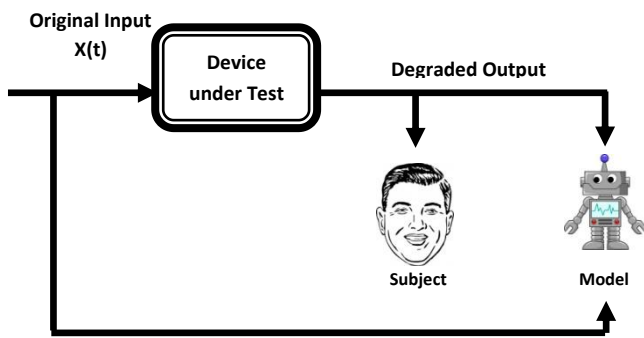 Original Input
X(t)
Device
under Test
Degraded Output
Subject
Model